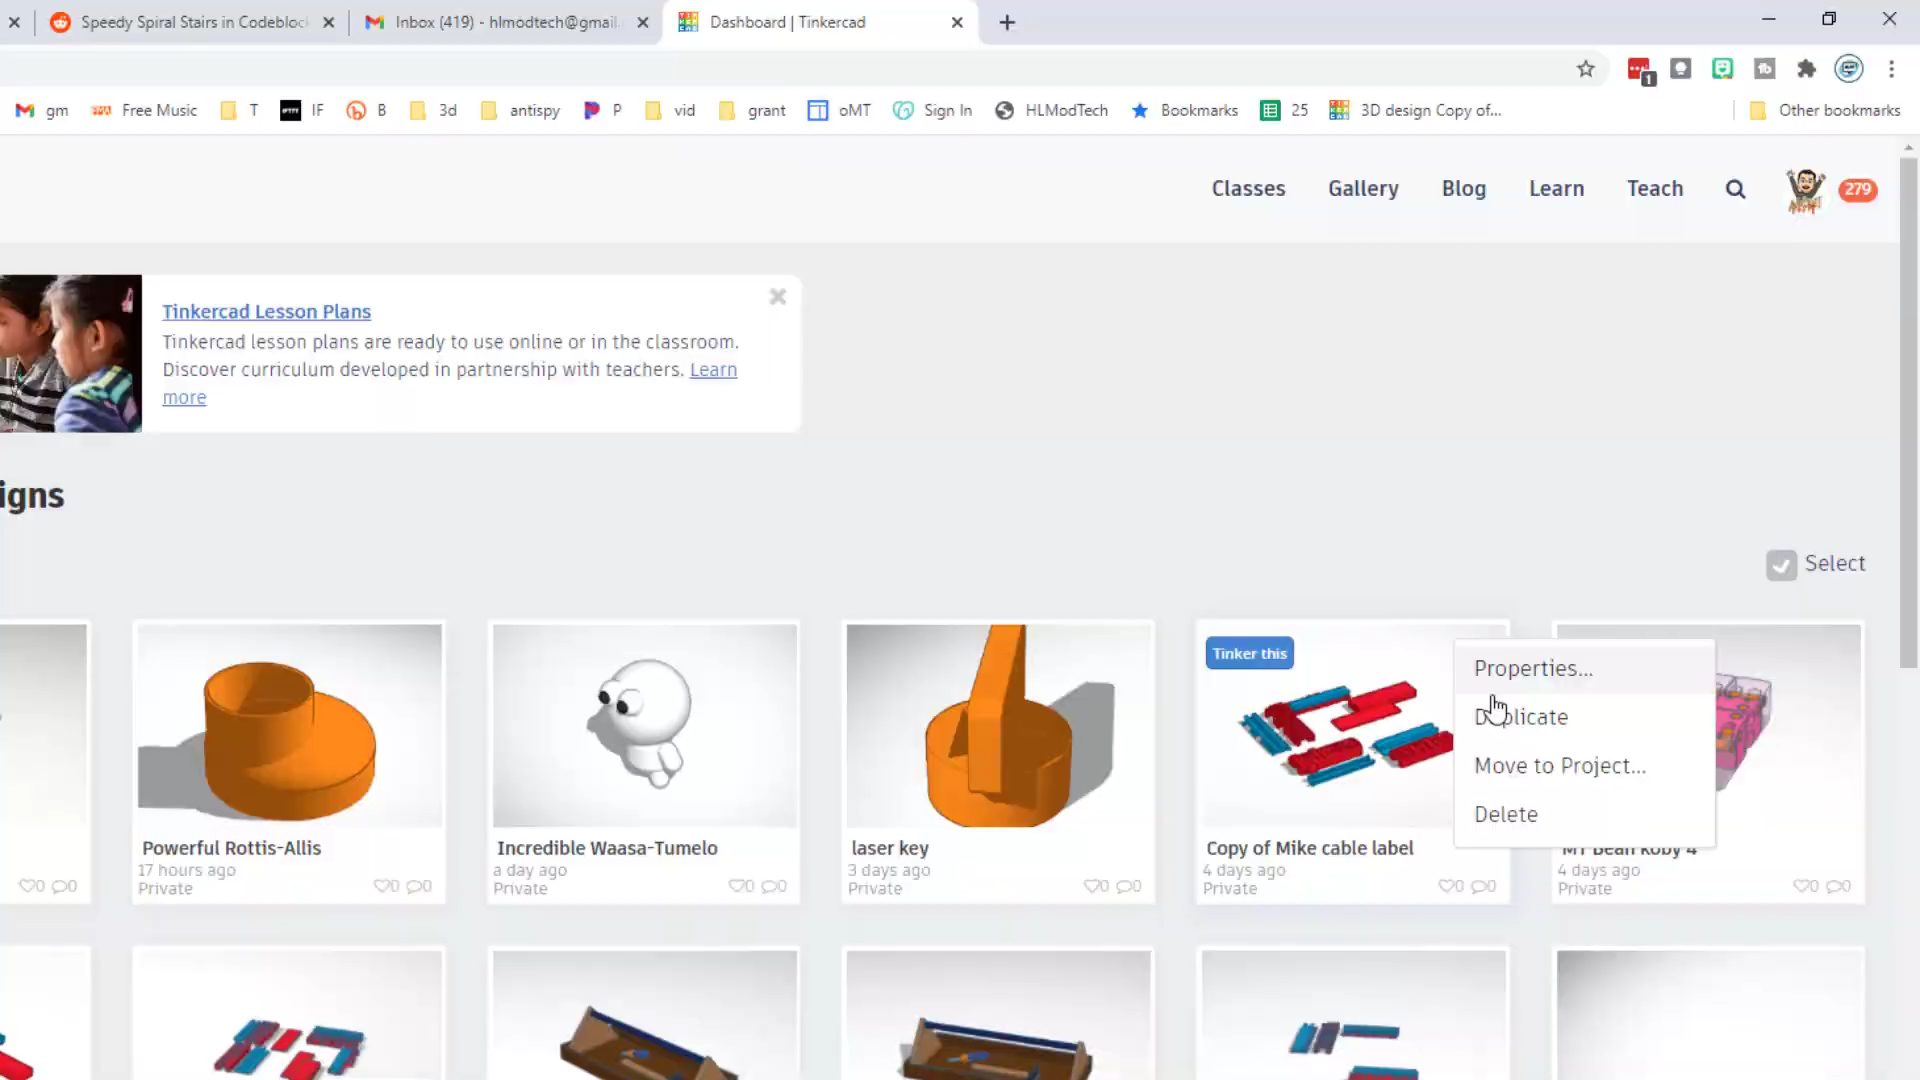 Speedy Spiral Stairs in Codebloc
Inbox (419) - hlmodtech@gmail.
Dashboard | Tinkercad
1
gm
Free Music
T
IF
B
3d
antispy
P
vid
grant
oMT
Sign In
HLModTech
Bookmarks
25
3D design Copy of...
Other bookmarks
Classes
Gallery
Blog
Learn
Teach
279
Tinkercad Lesson Plans
Tinkercad lesson plans are ready to use online or in the classroom.
Discover curriculum developed in partnership with teachers. Learn
more
igns
Select
Tinker this
Properties...
Duplicate
Move to Project...
Delete
Powerful Rottis-Allis
17 hours ago
Private
0 0
Incredible Waasa-Tumelo
a day ago
Private
0 0
laser key
3 days ago
Private
0 0
Copy of Mike cable label
4 days ago
Private
0 0
MT Bean Roby 4
4 days ago
Private
0 0
0 0